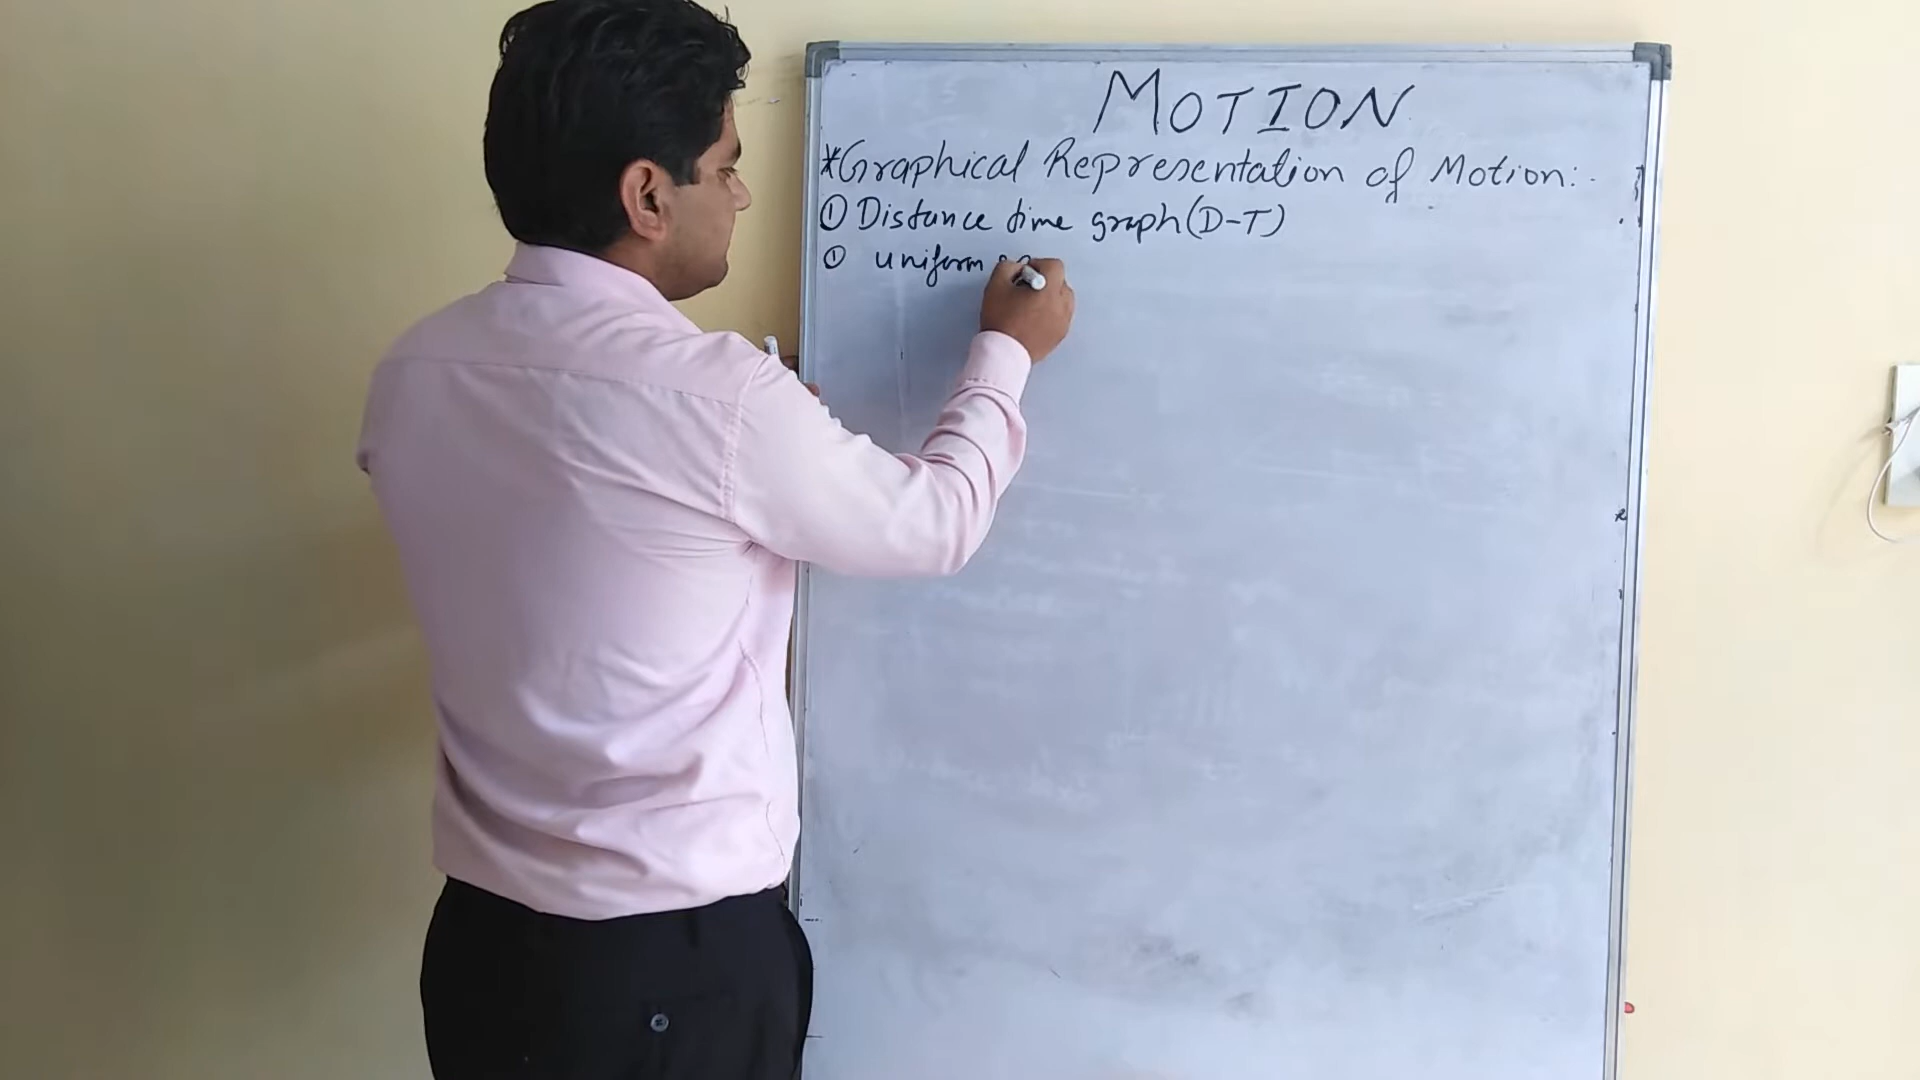 MOTION
*Graphical Representation of Motion:-
① Distance time graph (D-T)
① uniform